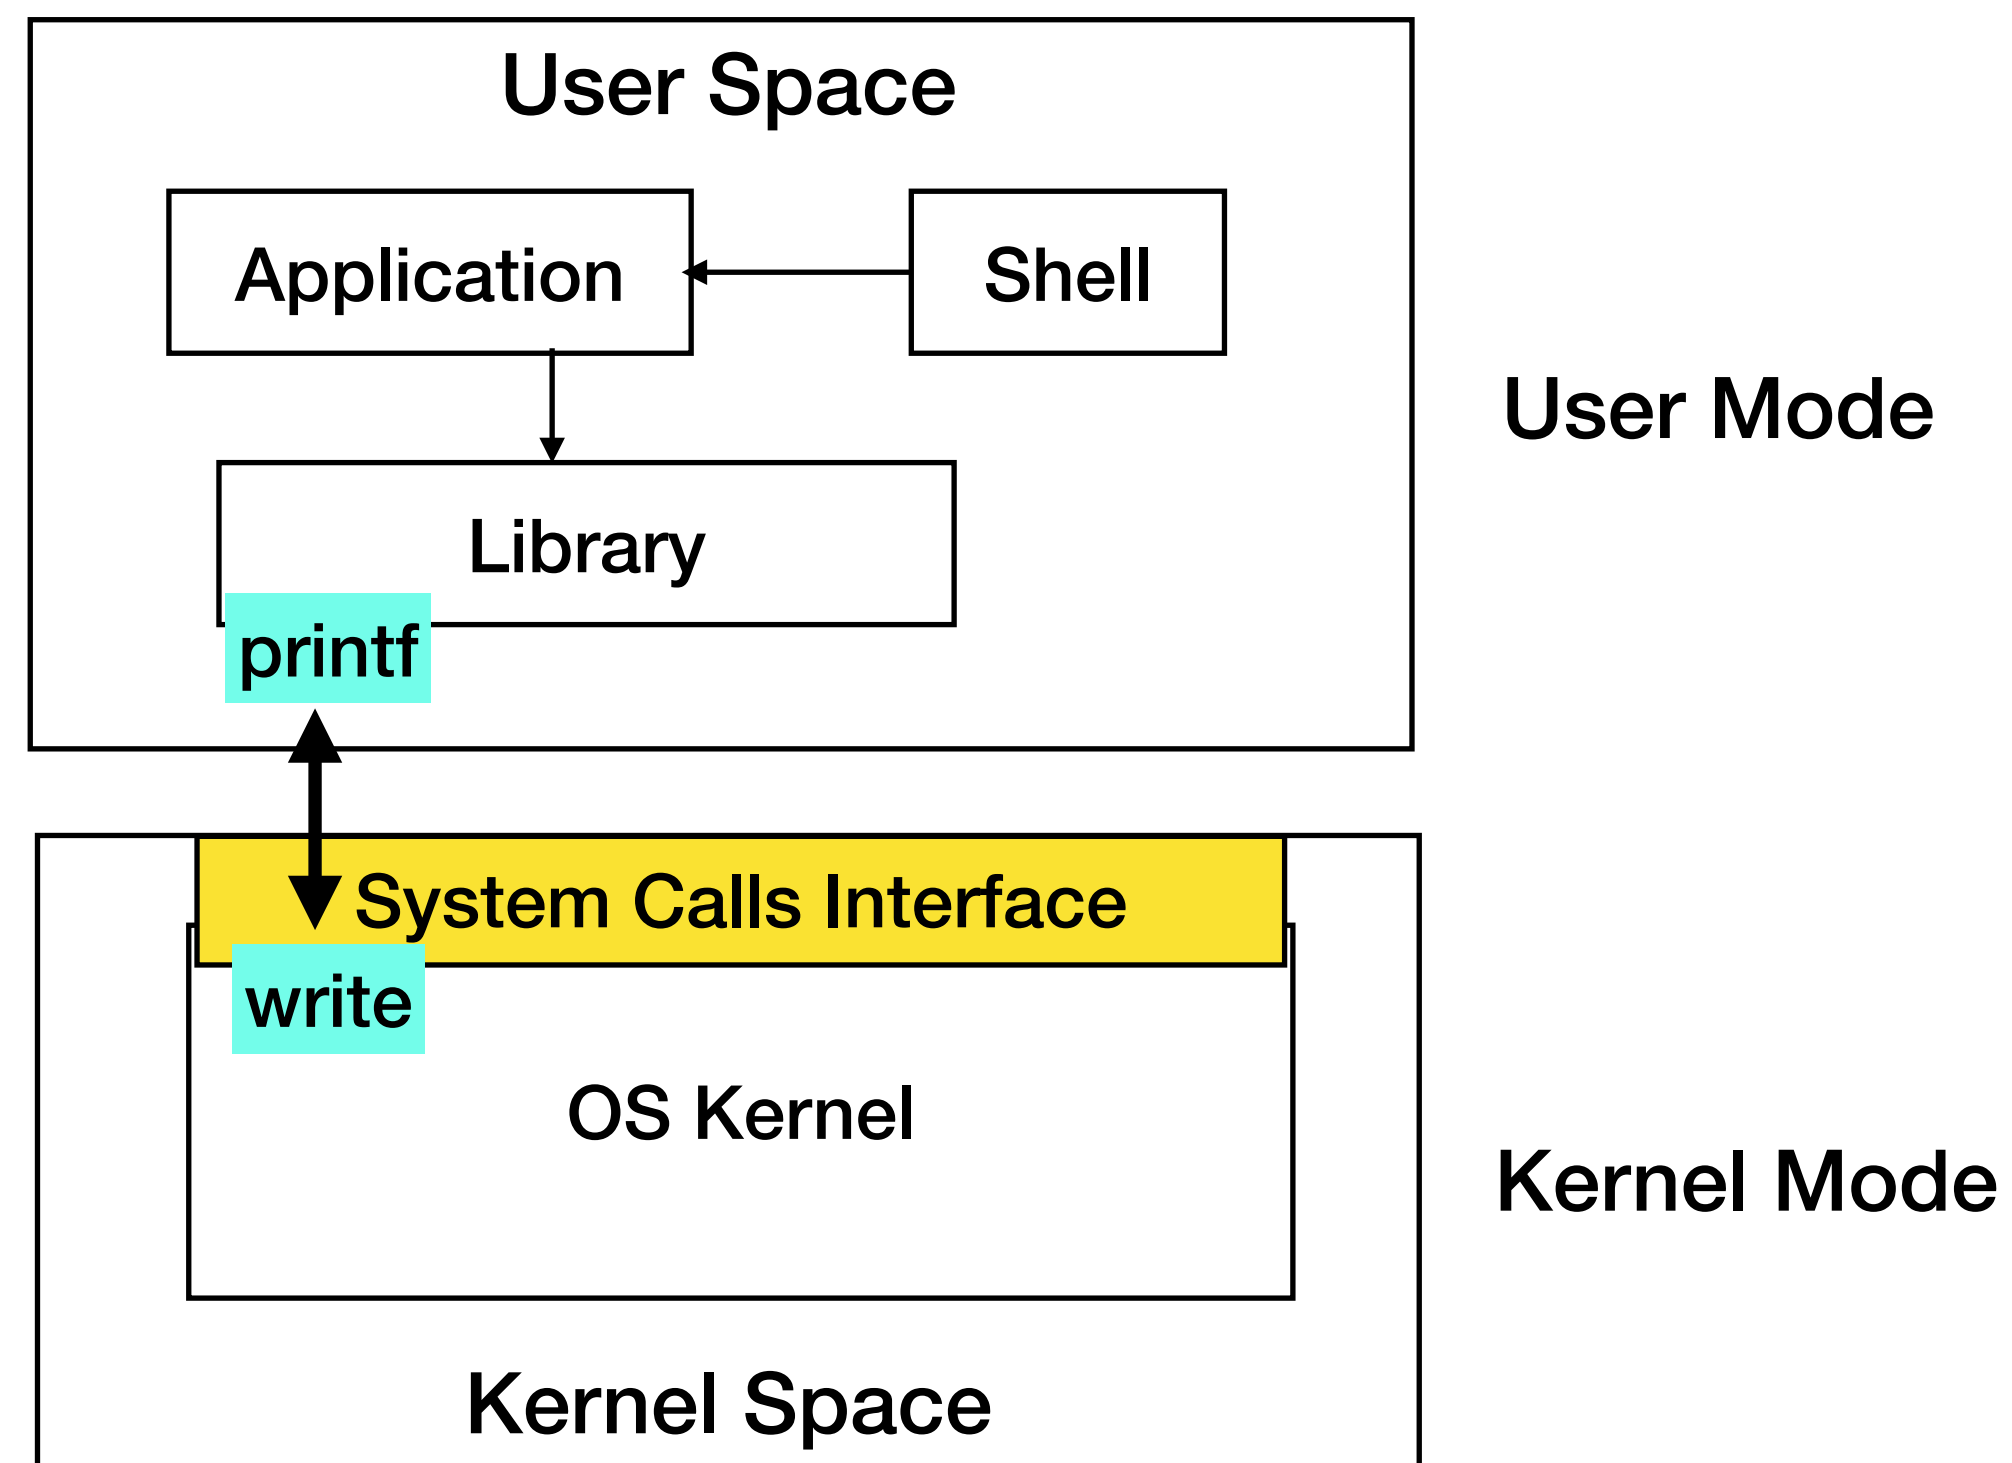 User Space
Application
Shell
User Mode
Library
printf
System Calls Interface
write
OS Kernel
Kernel Mode
Kernel Space